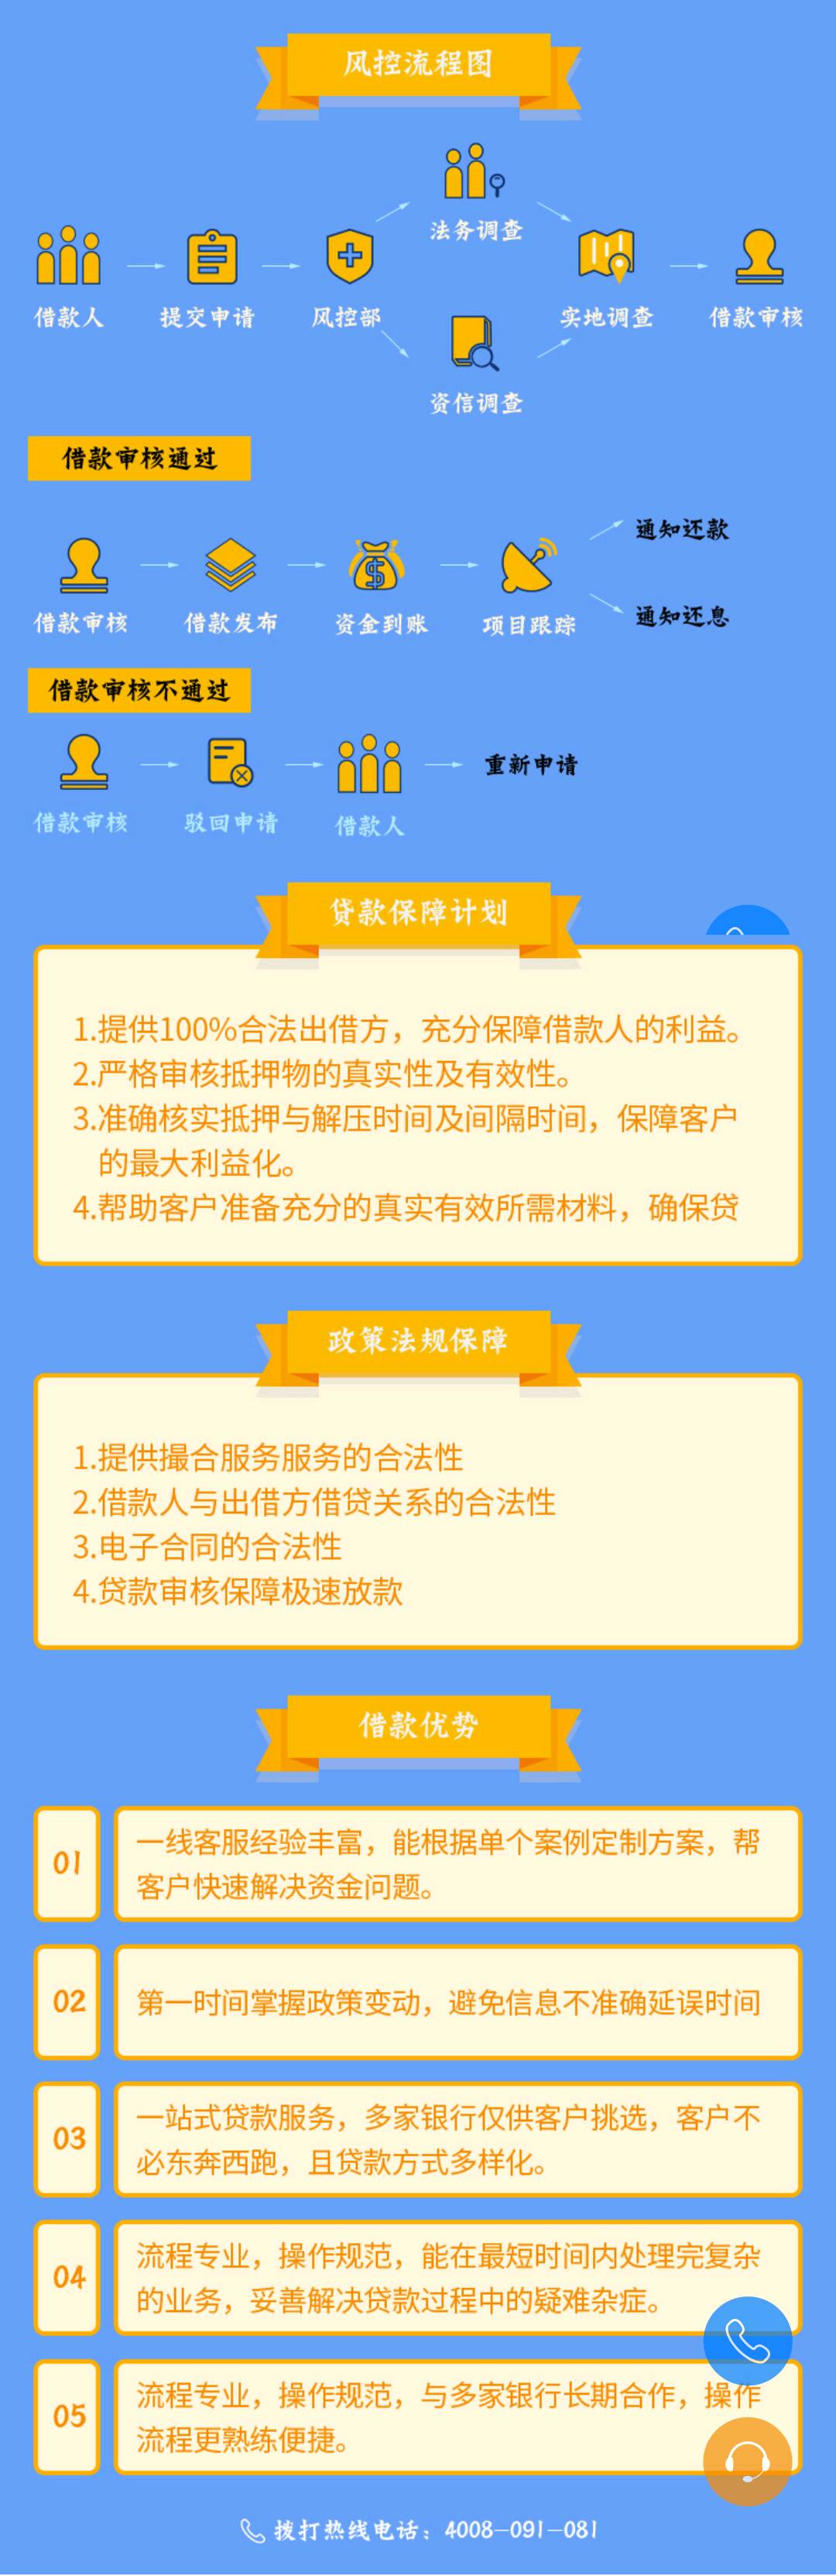 风控流程图
法务调查
借款人
提交申请
风控部
实地调查
借款审核
资信调查
借款审核通过
通知还款
借款审核
借款发布
资金到账
项目跟踪
通知还息
借款审核不通过
重新申请
借款审核
驳回申请
借款人
贷款保障计划
1.提供100%合法出借方，充分保障借款人的利益。
2.严格审核抵押物的真实性及有效性。
3.准确核实抵押与解压时间及间隔时间，保障客户
的最大利益化。
4.帮助客户准备充分的真实有效所需材料，确保贷
政策法规保障
1.提供撮合服务服务的合法性
2.借款人与出借方借贷关系的合法性
3.电子合同的合法性
4.贷款审核保障极速放款
借款优势
01
一线客服经验丰富，能根据单个案例定制方案，帮
客户快速解决资金问题。
02
第一时间掌握政策变动，避免信息不准确延误时间
03
一站式贷款服务，多家银行仅供客户挑选，客户不
必东奔西跑，且贷款方式多样化。
04
流程专业，操作规范，能在最短时间内处理完复杂
的业务，妥善解决贷款过程中的疑难杂症。
05
流程专业，操作规范，与多家银行长期合作，操作
流程更熟练便捷。
拨打热线电话：4008-091-081